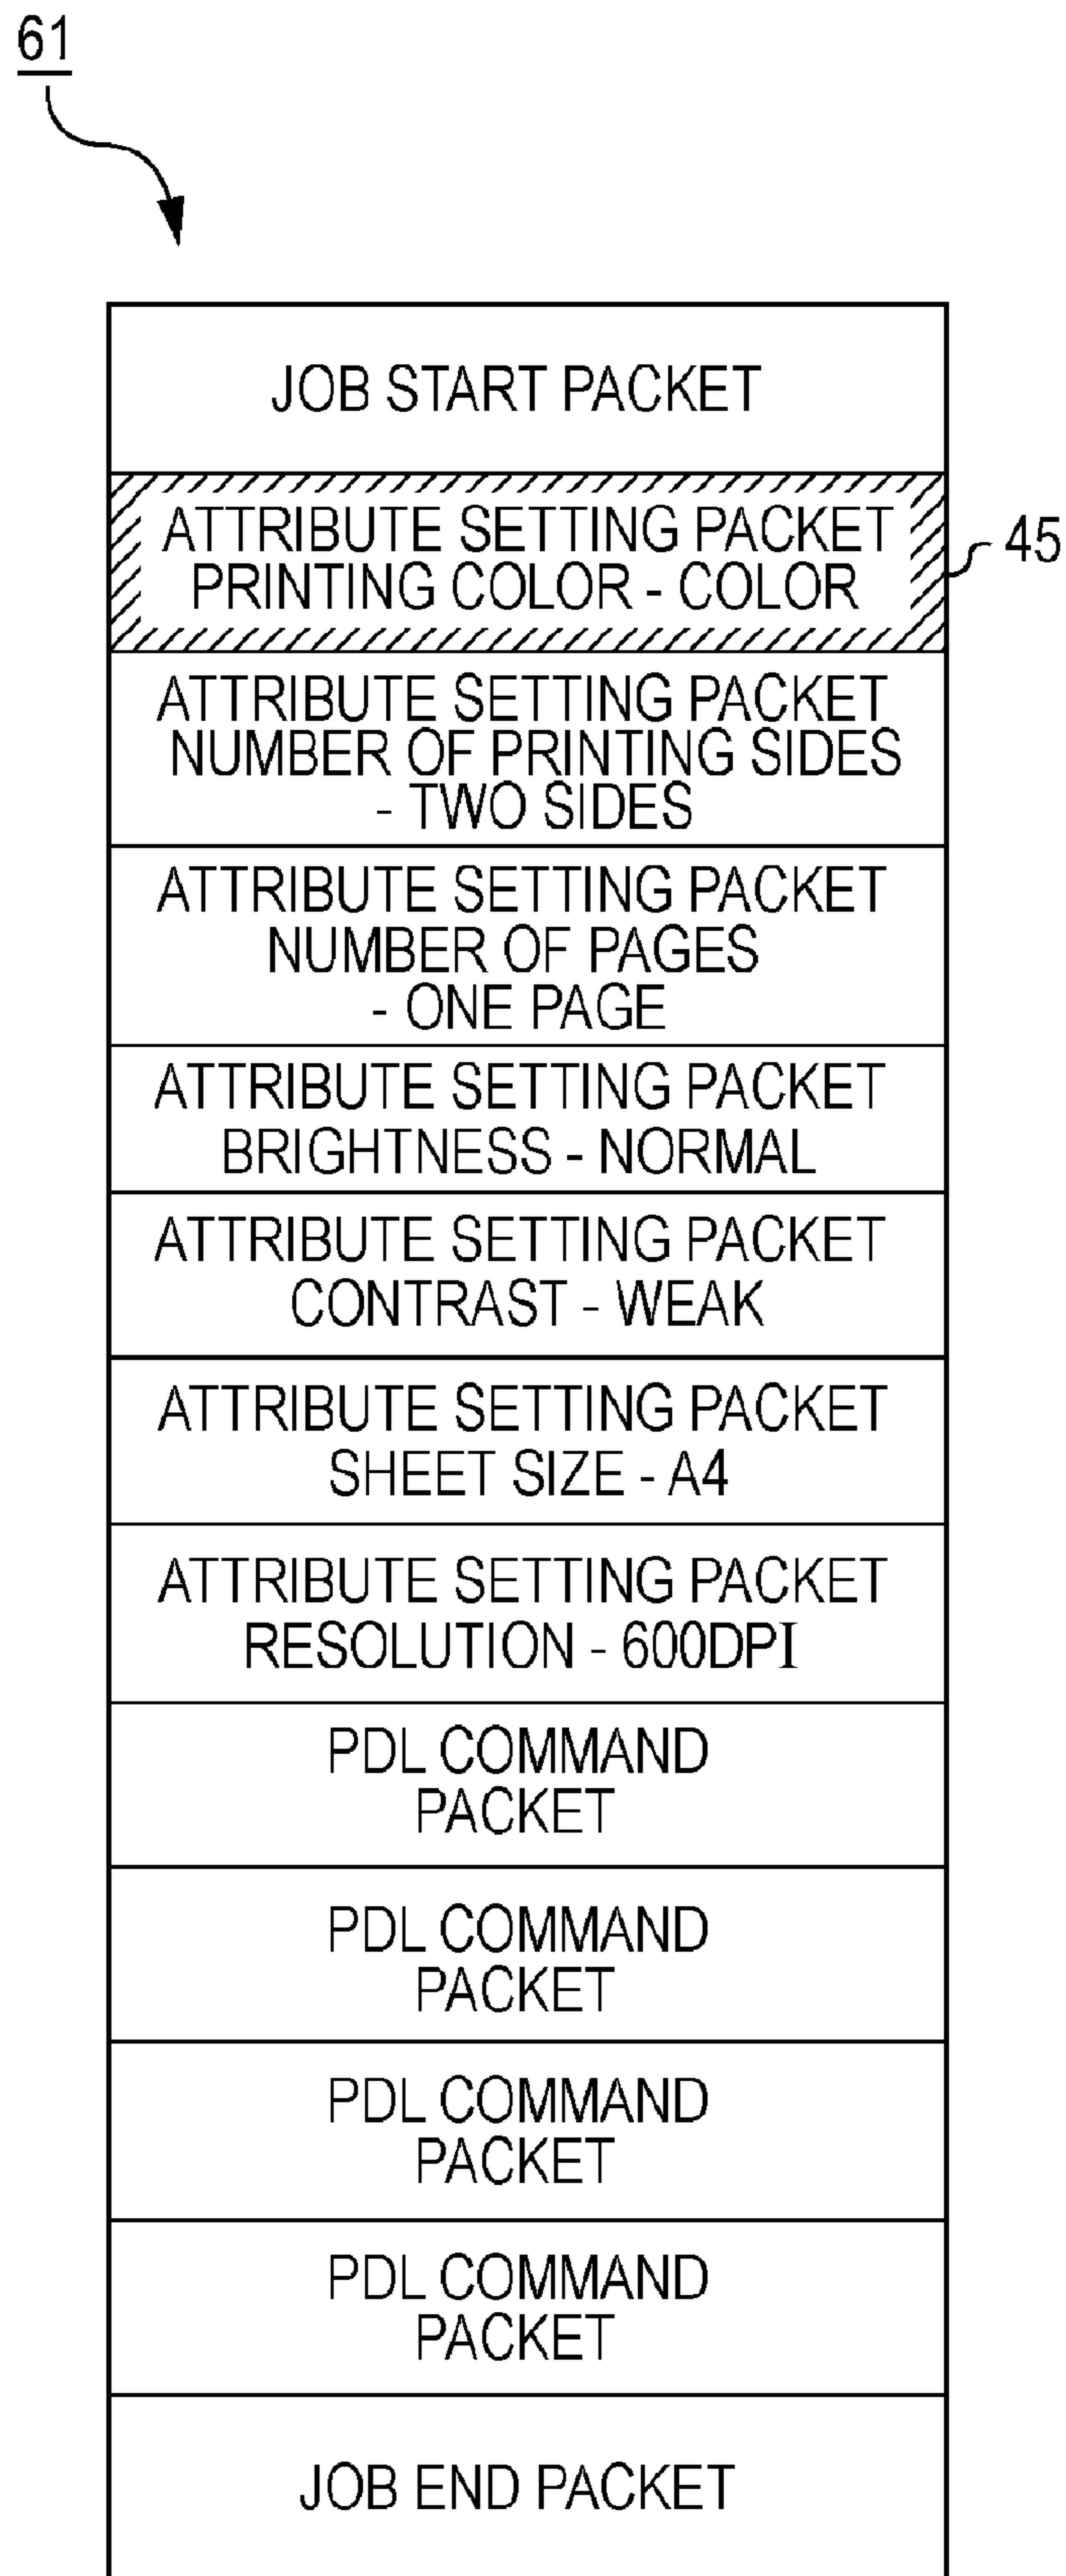 61
JOB START PACKET
ATTRIBUTE SETTING PACKET
PRINTING COLOR - COLOR
45
ATTRIBUTE SETTING PACKET
NUMBER OF PRINTING SIDES
- TWO SIDES
ATTRIBUTE SETTING PACKET
NUMBER OF PAGES
- ONE PAGE
ATTRIBUTE SETTING PACKET
BRIGHTNESS - NORMAL
ATTRIBUTE SETTING PACKET
CONTRAST - WEAK
ATTRIBUTE SETTING PACKET
SHEET SIZE - A4
ATTRIBUTE SETTING PACKET
RESOLUTION - 600DPI
PDL COMMAND
PACKET
PDL COMMAND
PACKET
PDL COMMAND
PACKET
PDL COMMAND
PACKET
JOB END PACKET